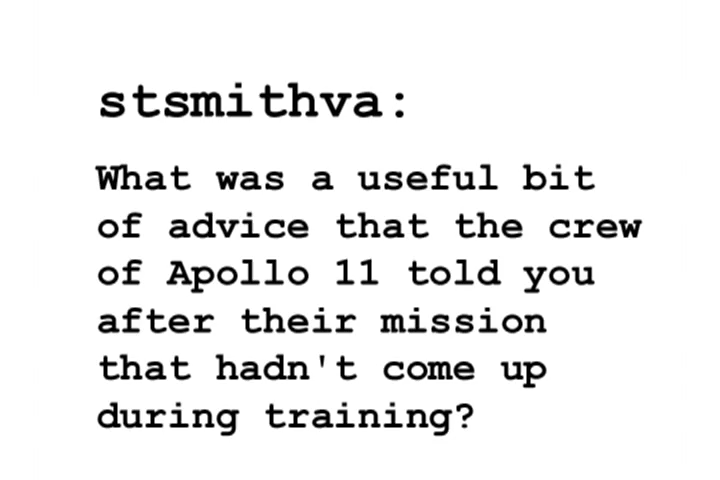 stsmithva:
What was a useful bit
of advice that the crew
of Apollo 11 told you
after their mission
that hadn't come up
during training?